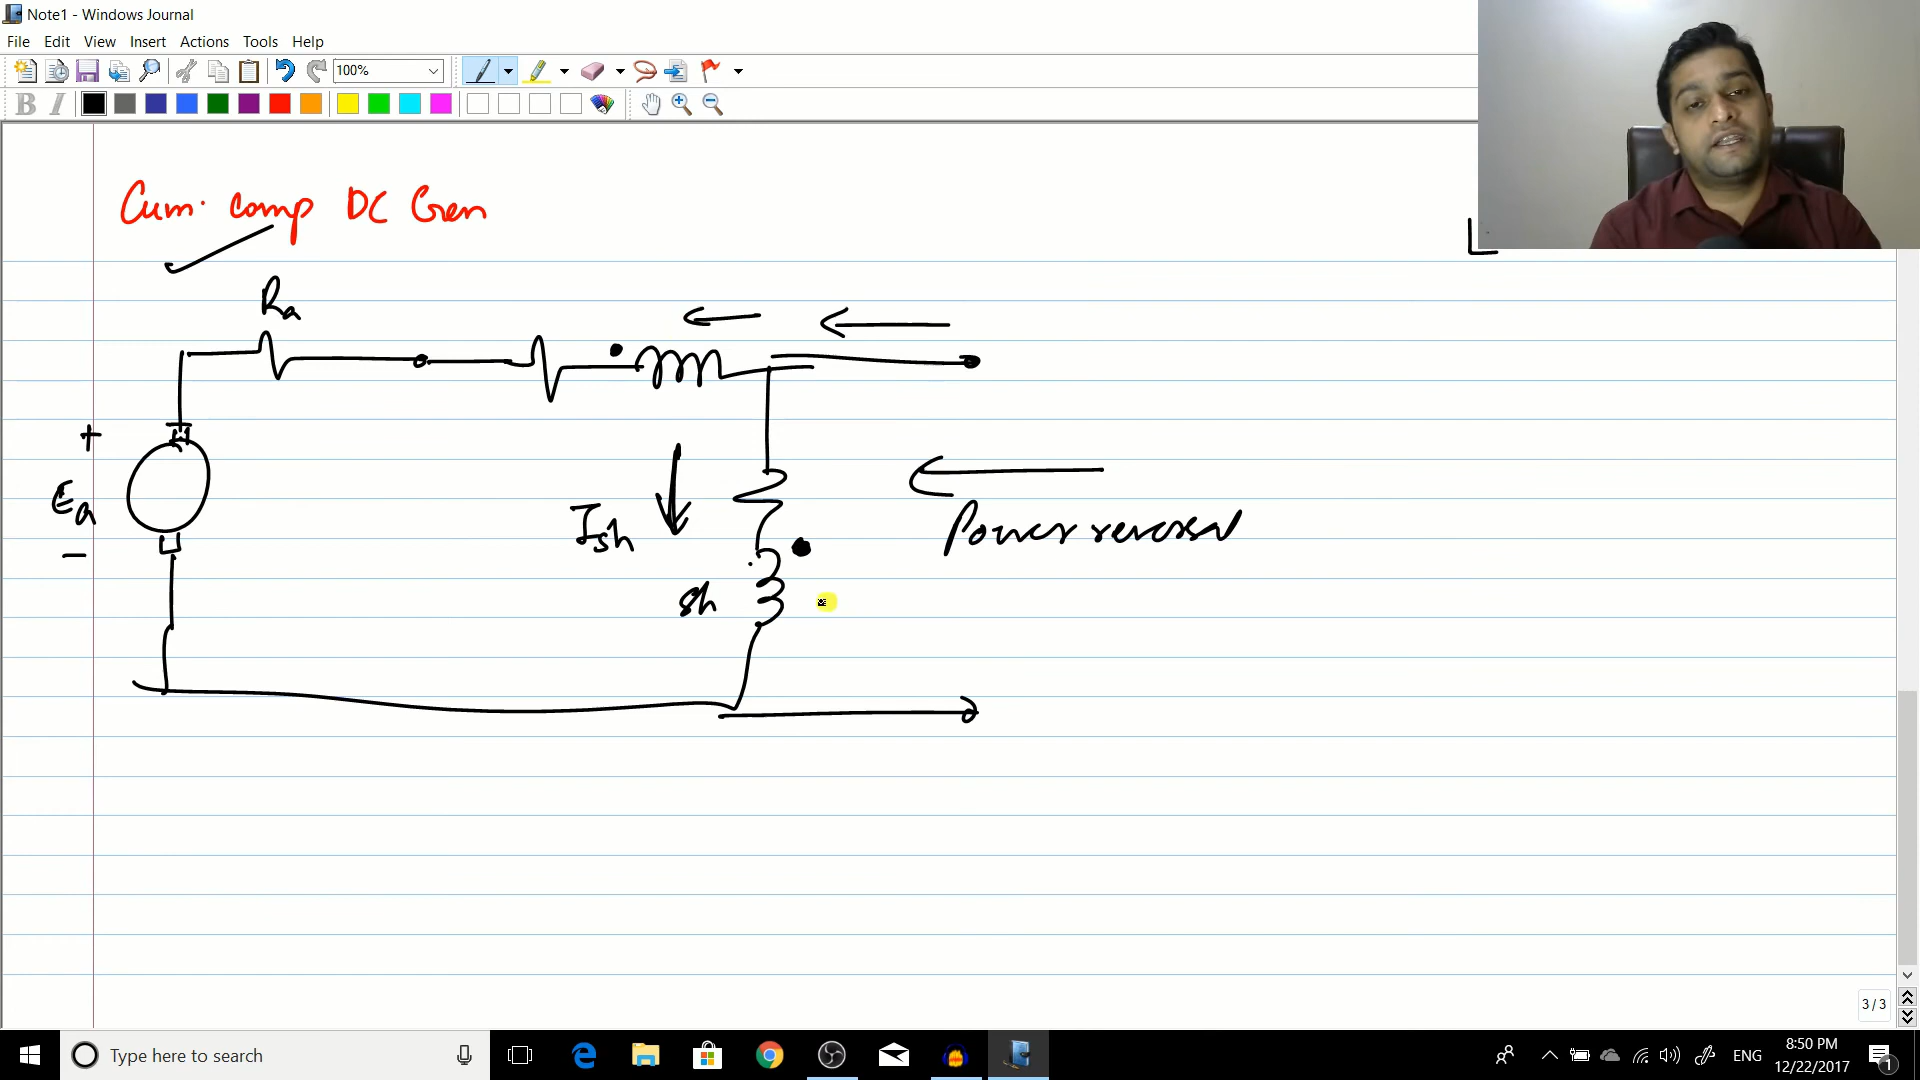 Note1 - Windows Journal
File Edit View Insert Actions Tools Help
100%
B I
Cum. comp DC Gen
Ra
+
Ea
-
Ish
sh
Power reversal
3 / 3
Type here to search
ENG
8:50 PM
12/22/2017
1